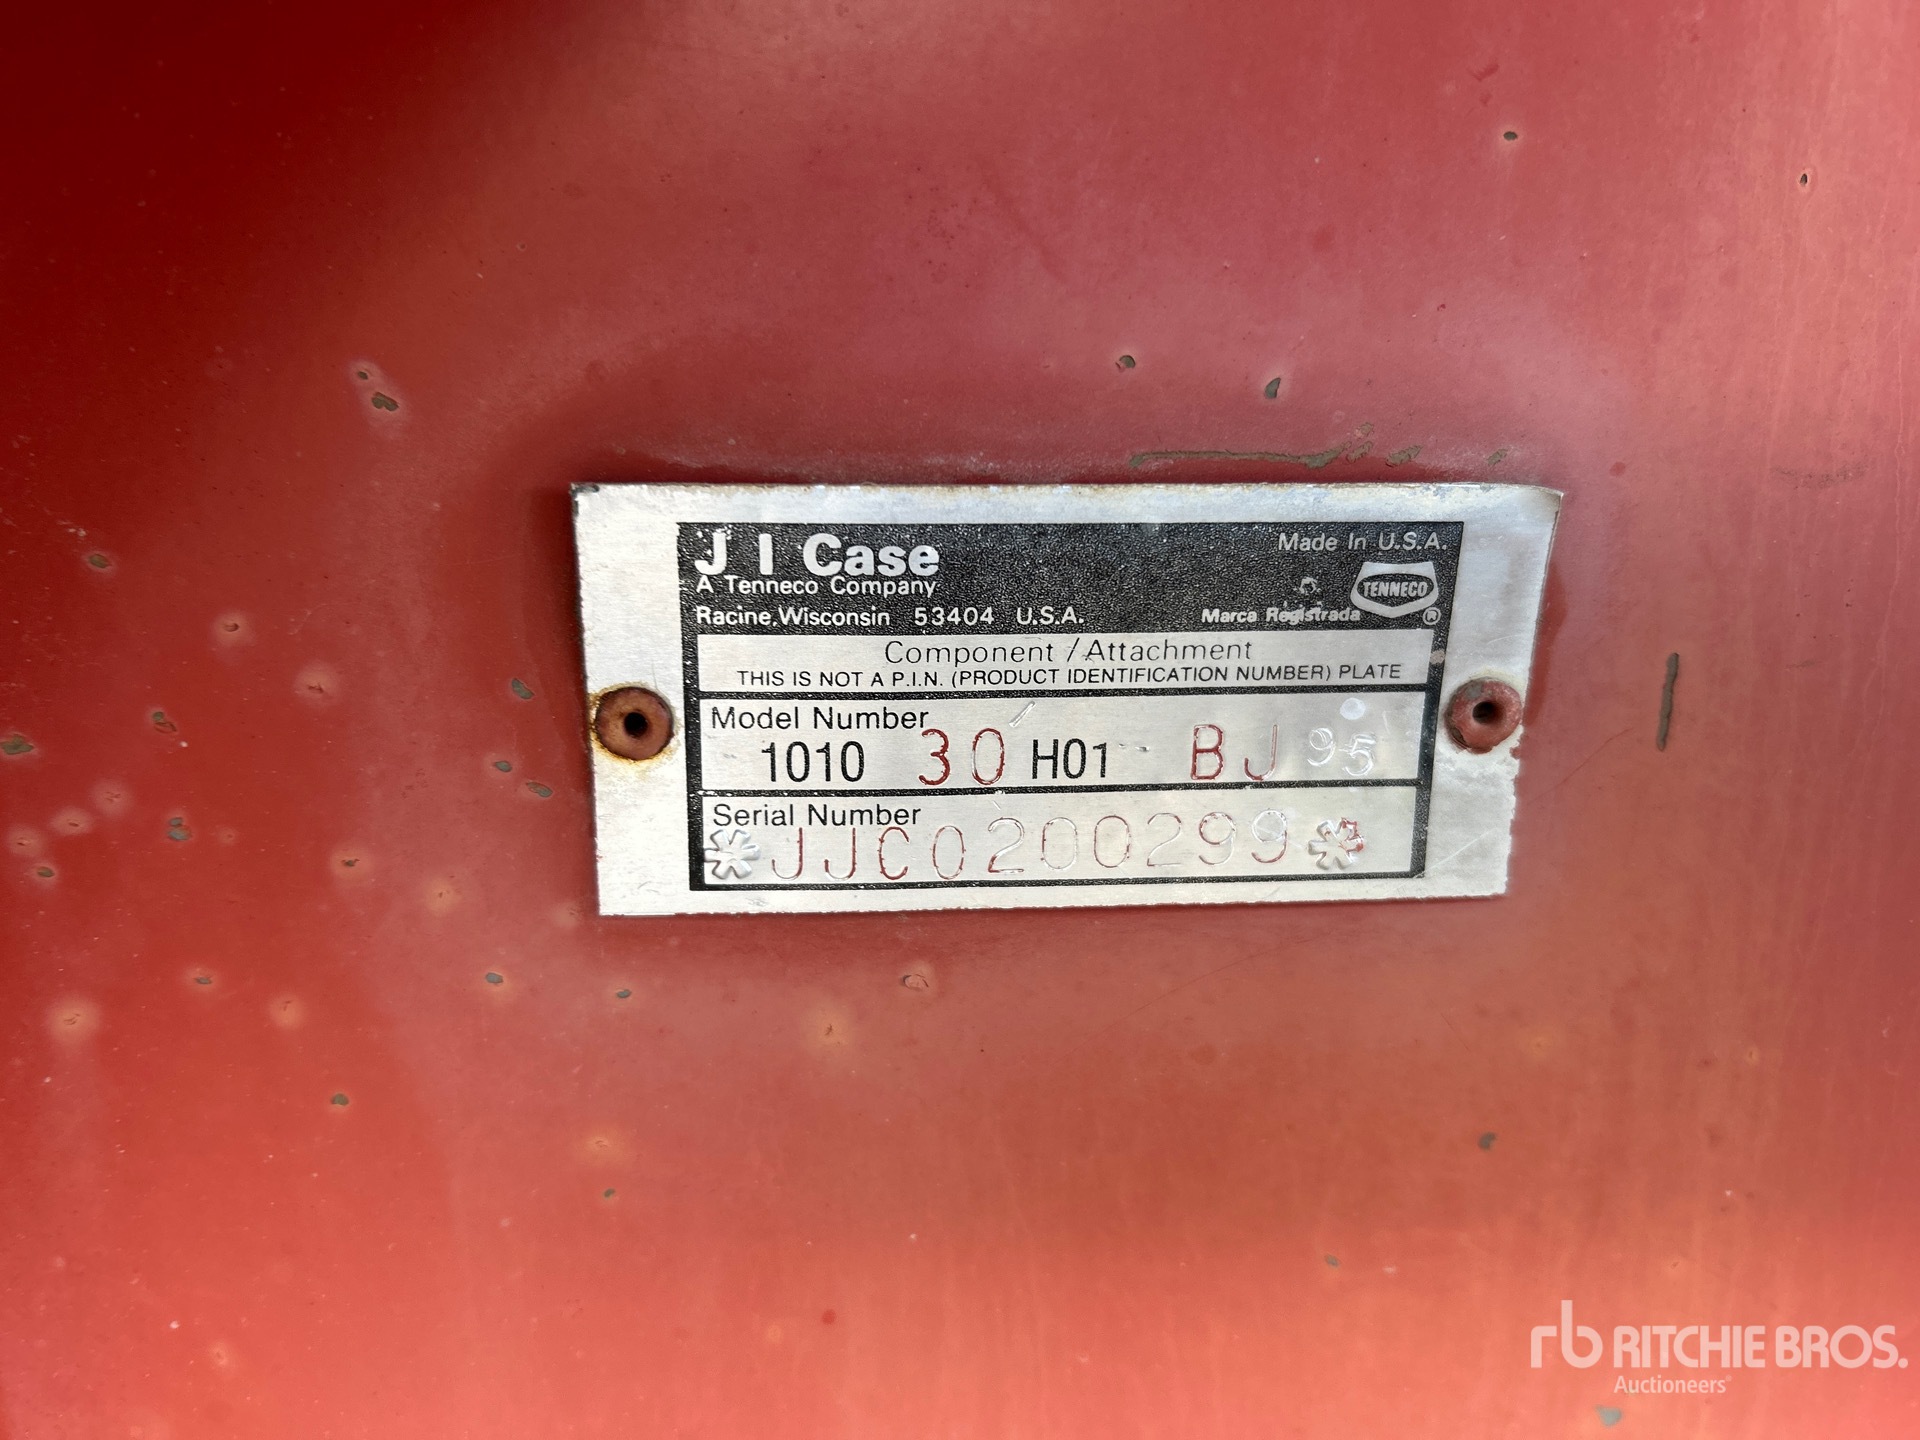 J I Case
Made In U.S.A.
A Tenneco Company
TENNECO
Racine, Wisconsin 53404 U.S.A.
Marca Registrada ®
Component / Attachment
THIS IS NOT A P.I.N. (PRODUCT IDENTIFICATION NUMBER) PLATE
Model Number
1010 30 H01 BJ 95
Serial Number
*JJC0200299*
rb RITCHIE BROS.
Auctioneers